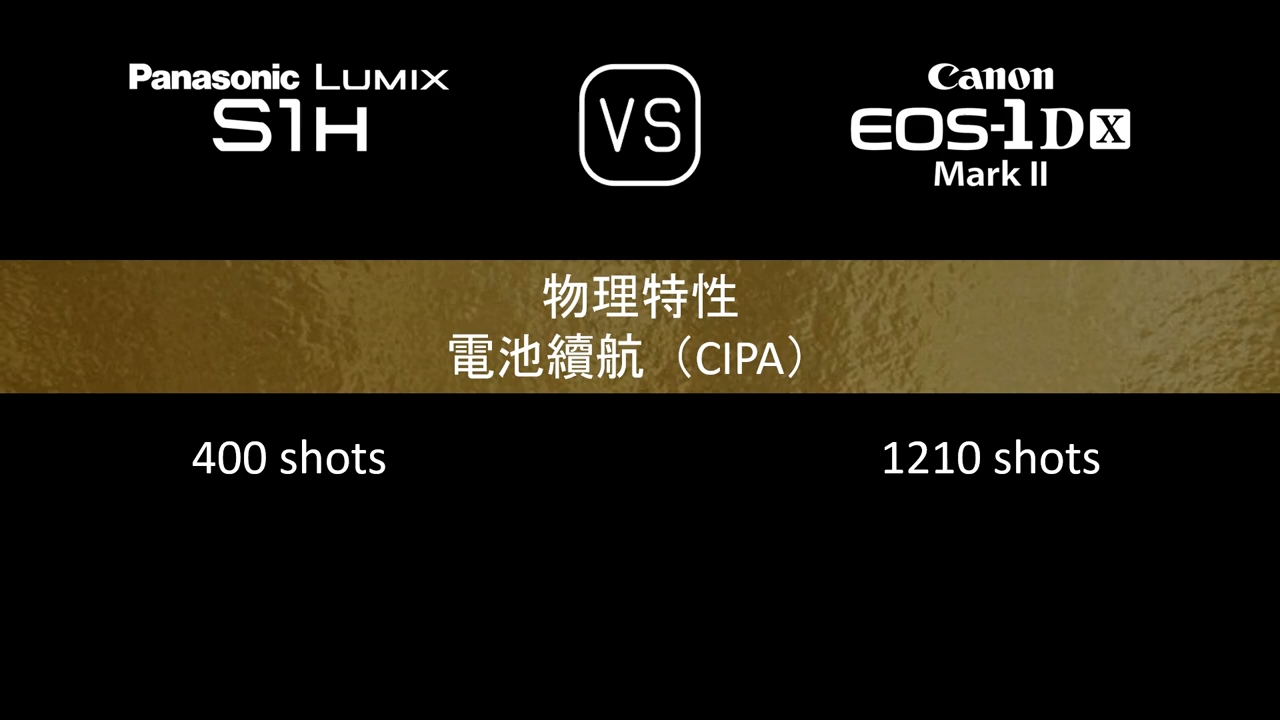 Panasonic LUMIX
S1H
VS
Canon
EOS-1DX
Mark II
物理特性
電池續航（CIPA）
400 shots
1210 shots